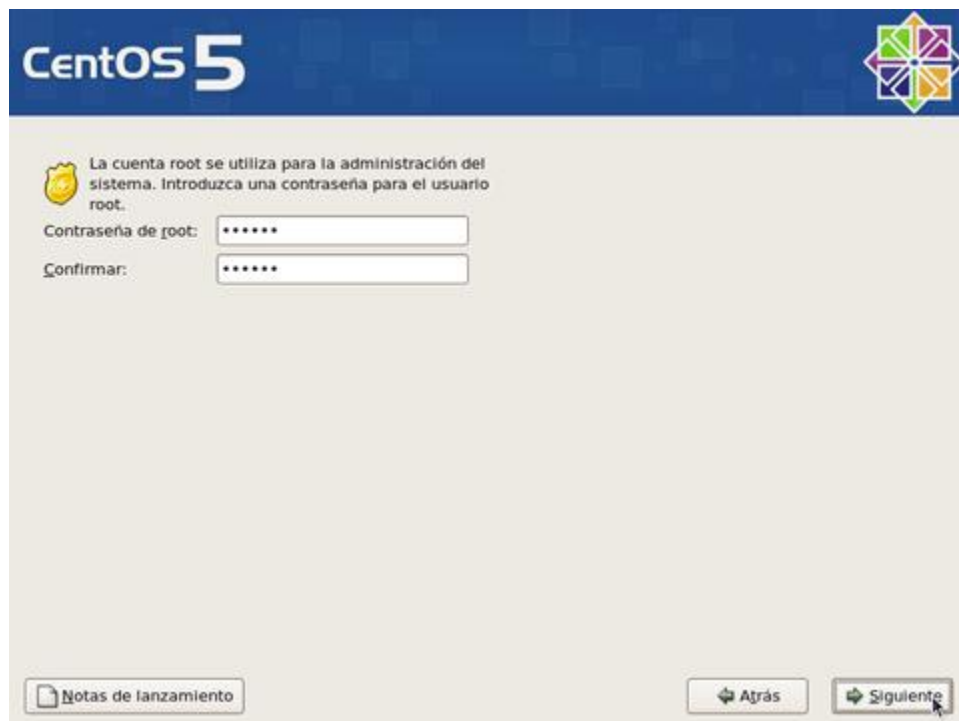 CentOS 5
La cuenta root se utiliza para la administración del
sistema. Introduzca una contraseña para el usuario
root.
Contraseña de root: ••••••
Confirmar: ••••••
Notas de lanzamiento Atrás Siguiente